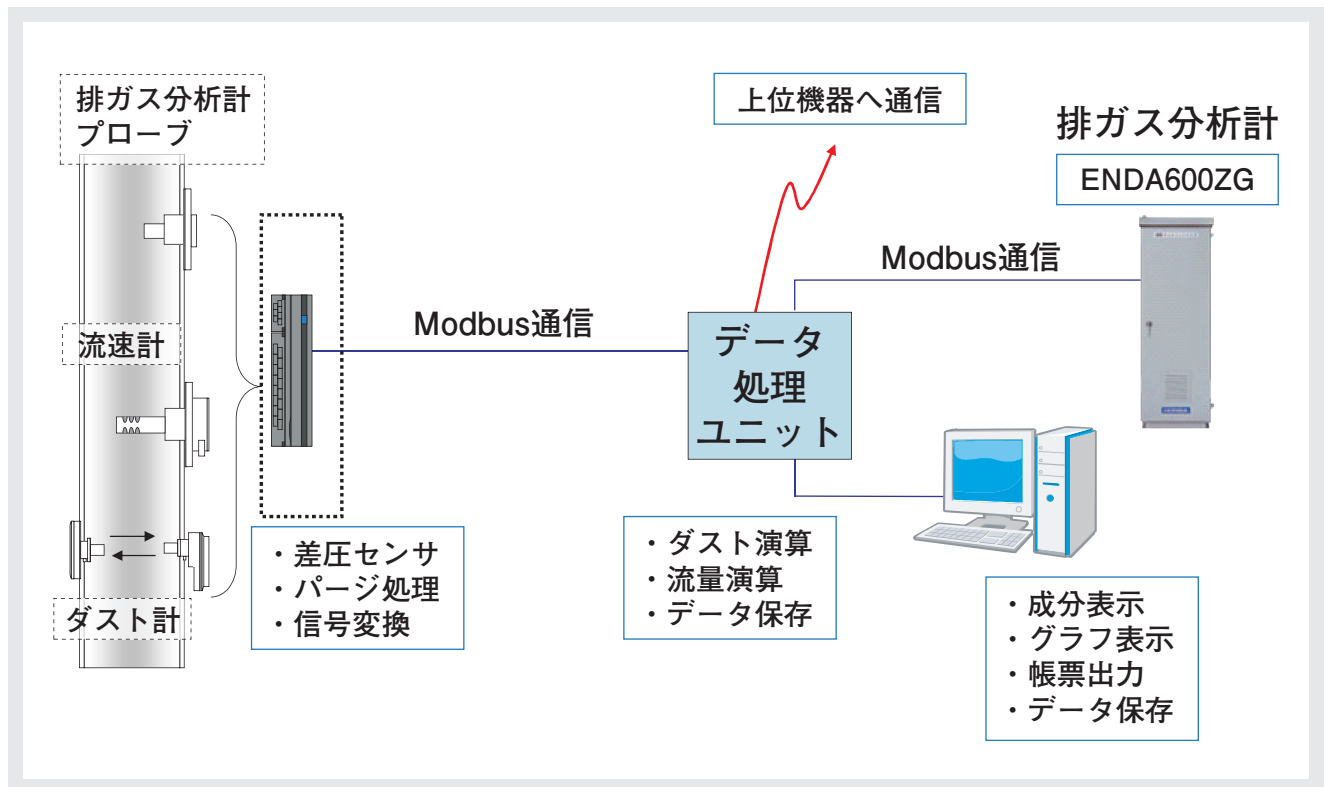 排ガス分析計
プローブ
流速計
ダスト計
・差圧センサ
・パージ処理
・信号変換
Modbus通信
上位機器へ通信
データ
処理
ユニット
・ダスト演算
・流量演算
・データ保存
Modbus通信
排ガス分析計
ENDA600ZG
・成分表示
・グラフ表示
・帳票出力
・データ保存